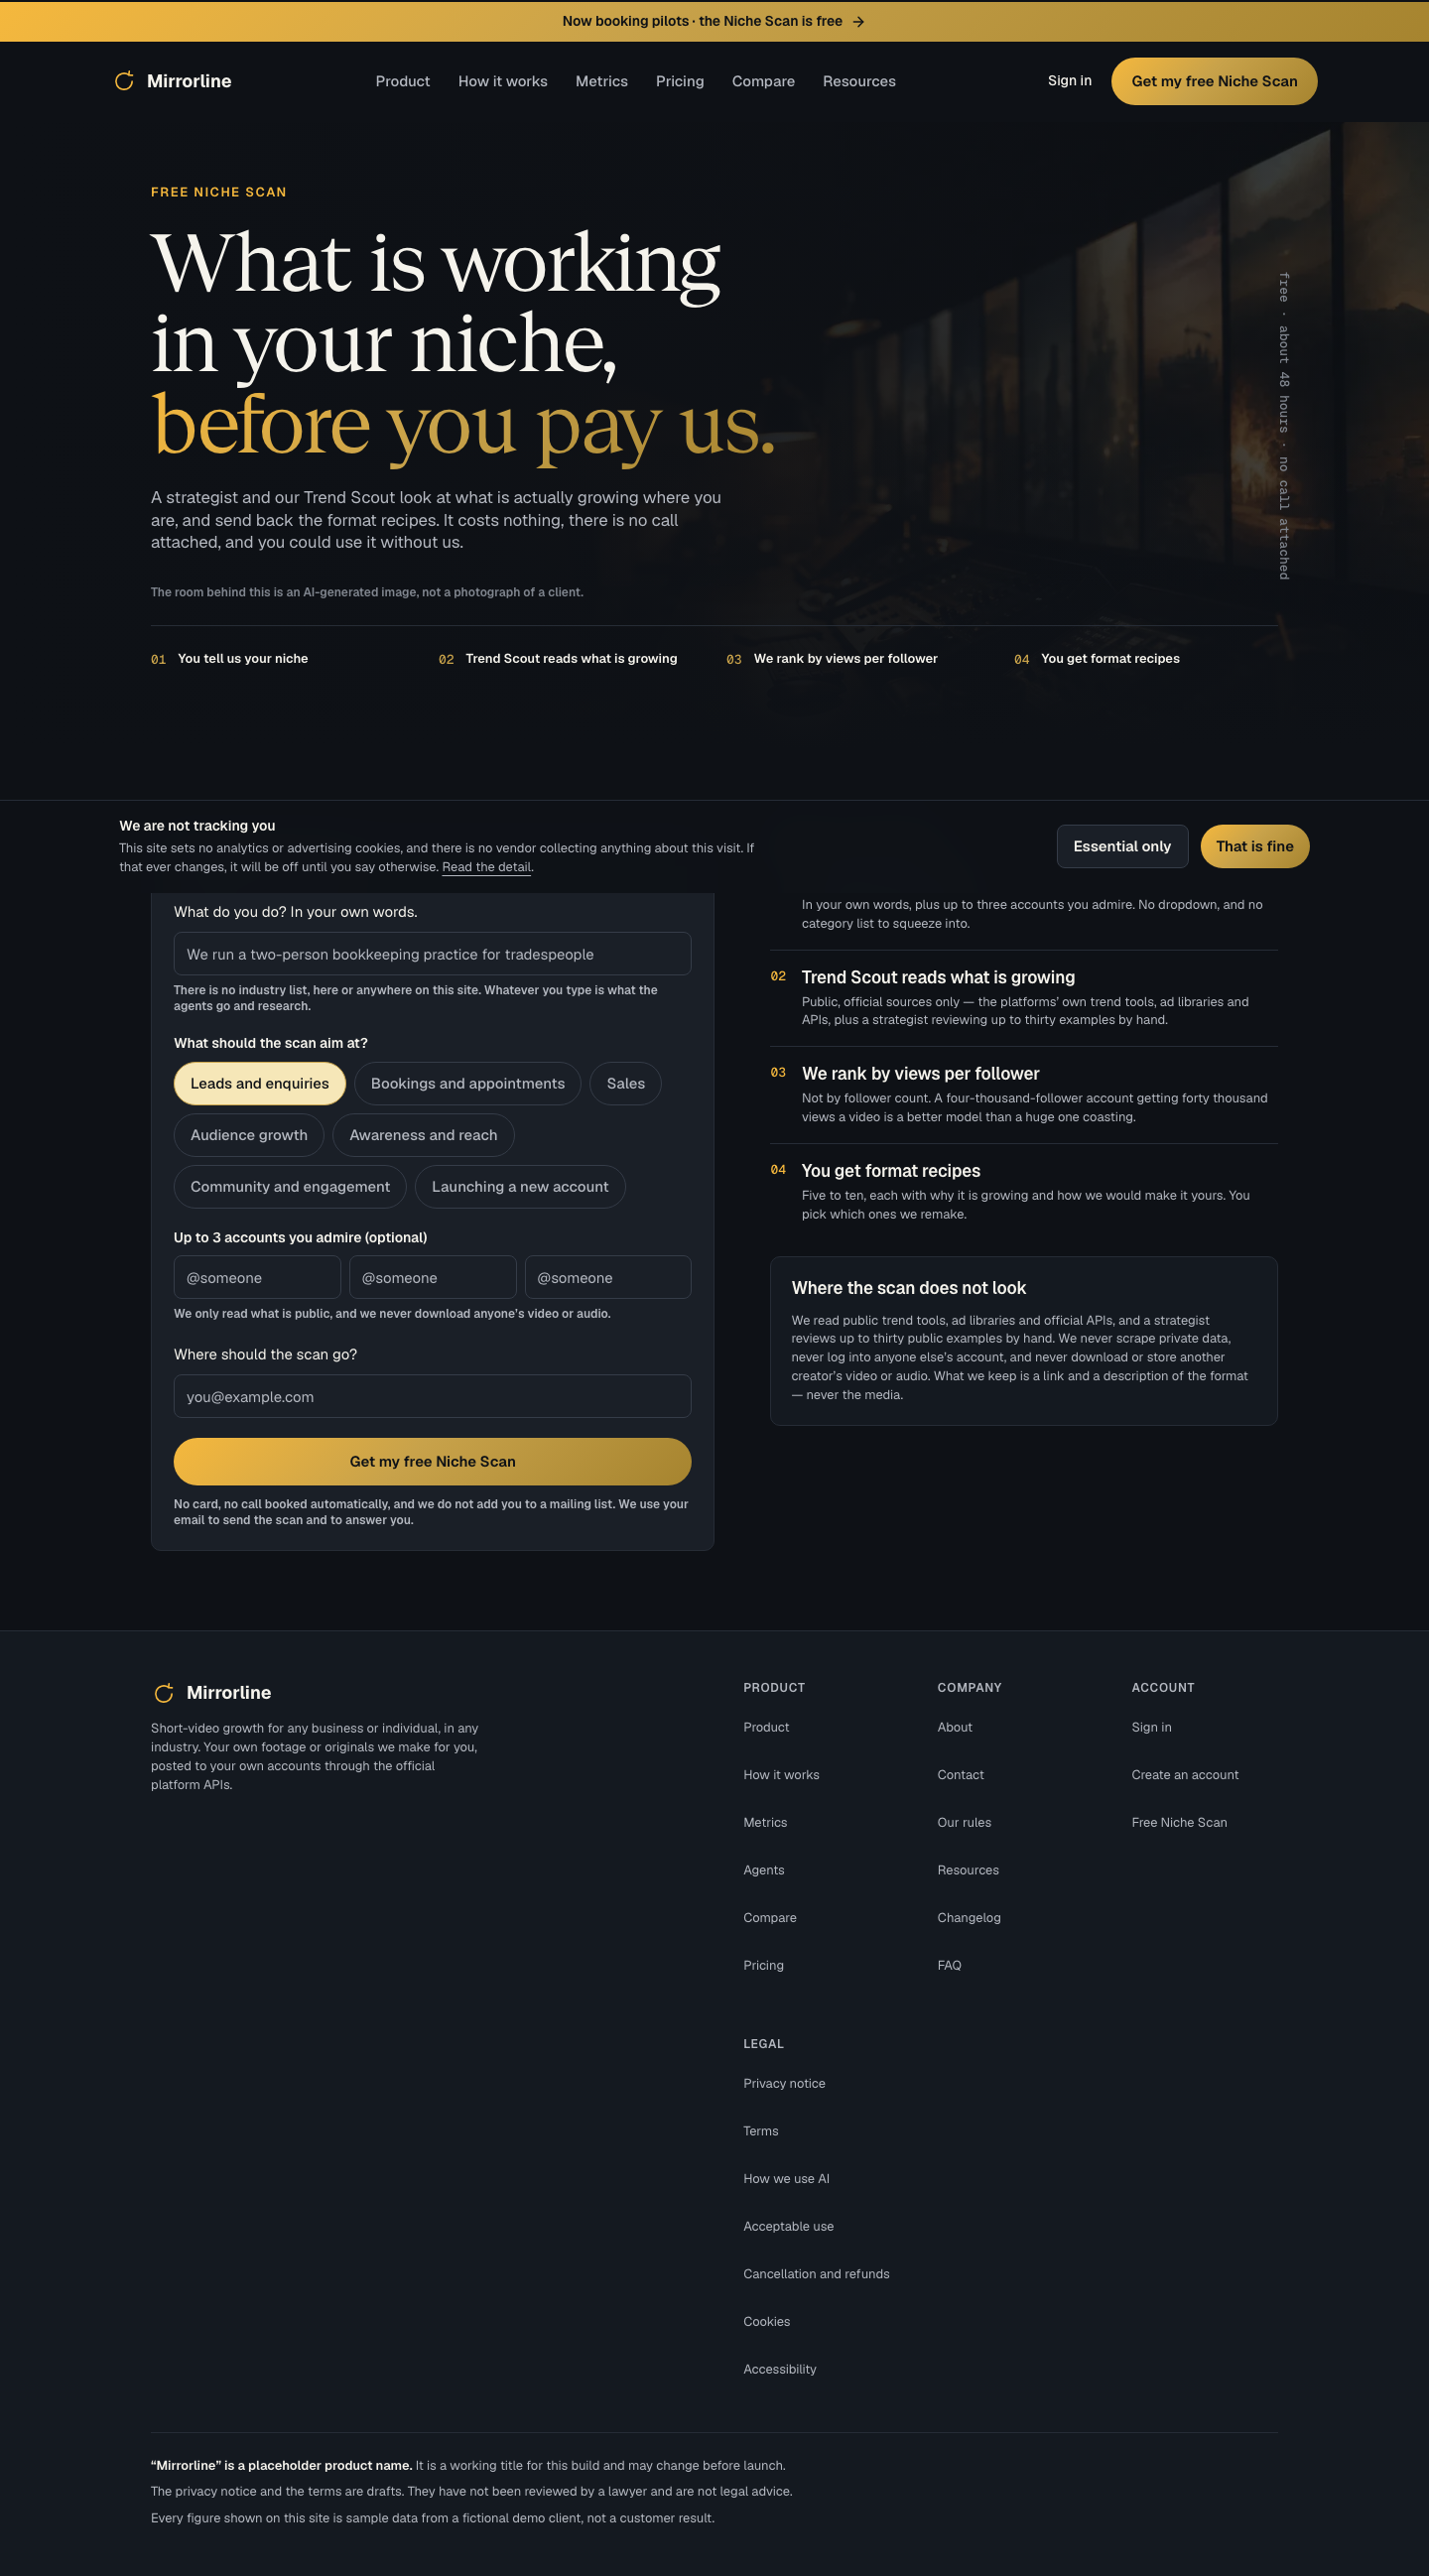 Now booking pilots · the Niche Scan is free →
Mirrorline
Product
How it works
Metrics
Pricing
Compare
Resources
Sign in
Get my free Niche Scan
FREE NICHE SCAN
What is working
in your niche,
before you pay us.
A strategist and our Trend Scout look at what is actually growing where you
are, and send back the format recipes. It costs nothing, there is no call
attached, and you could use it without us.
The room behind this is an AI-generated image, not a photograph of a client.
free · about 48 hours · no call attached
01 You tell us your niche
02 Trend Scout reads what is growing
03 We rank by views per follower
04 You get format recipes
We are not tracking you
This site sets no analytics or advertising cookies, and there is no vendor collecting anything about this visit. If
that ever changes, it will be off until you say otherwise. Read the detail.
Essential only
That is fine
What do you do? In your own words.
We run a two-person bookkeeping practice for tradespeople
There is no industry list, here or anywhere on this site. Whatever you type is what the
agents go and research.
What should the scan aim at?
Leads and enquiries
Bookings and appointments
Sales
Audience growth
Awareness and reach
Community and engagement
Launching a new account
Up to 3 accounts you admire (optional)
@someone
@someone
@someone
We only read what is public, and we never download anyone's video or audio.
Where should the scan go?
you@example.com
Get my free Niche Scan
No card, no call booked automatically, and we do not add you to a mailing list. We use your
email to send the scan and to answer you.
In your own words, plus up to three accounts you admire. No dropdown, and no
category list to squeeze into.
02 Trend Scout reads what is growing
Public, official sources only — the platforms' own trend tools, ad libraries and
APIs, plus a strategist reviewing up to thirty examples by hand.
03 We rank by views per follower
Not by follower count. A four-thousand-follower account getting forty thousand
views a video is a better model than a huge one coasting.
04 You get format recipes
Five to ten, each with why it is growing and how we would make it yours. You
pick which ones we remake.
Where the scan does not look
We read public trend tools, ad libraries and official APIs, and a strategist
reviews up to thirty public examples by hand. We never scrape private data,
never log into anyone else's account, and never download or store another
creator's video or audio. What we keep is a link and a description of the format
— never the media.
Mirrorline
Short-video growth for any business or individual, in any
industry. Your own footage or originals we make for you,
posted to your own accounts through the official
platform APIs.
PRODUCT
Product
How it works
Metrics
Agents
Compare
Pricing
COMPANY
About
Contact
Our rules
Resources
Changelog
FAQ
ACCOUNT
Sign in
Create an account
Free Niche Scan
LEGAL
Privacy notice
Terms
How we use AI
Acceptable use
Cancellation and refunds
Cookies
Accessibility
“Mirrorline” is a placeholder product name. It is a working title for this build and may change before launch.
The privacy notice and the terms are drafts. They have not been reviewed by a lawyer and are not legal advice.
Every figure shown on this site is sample data from a fictional demo client, not a customer result.